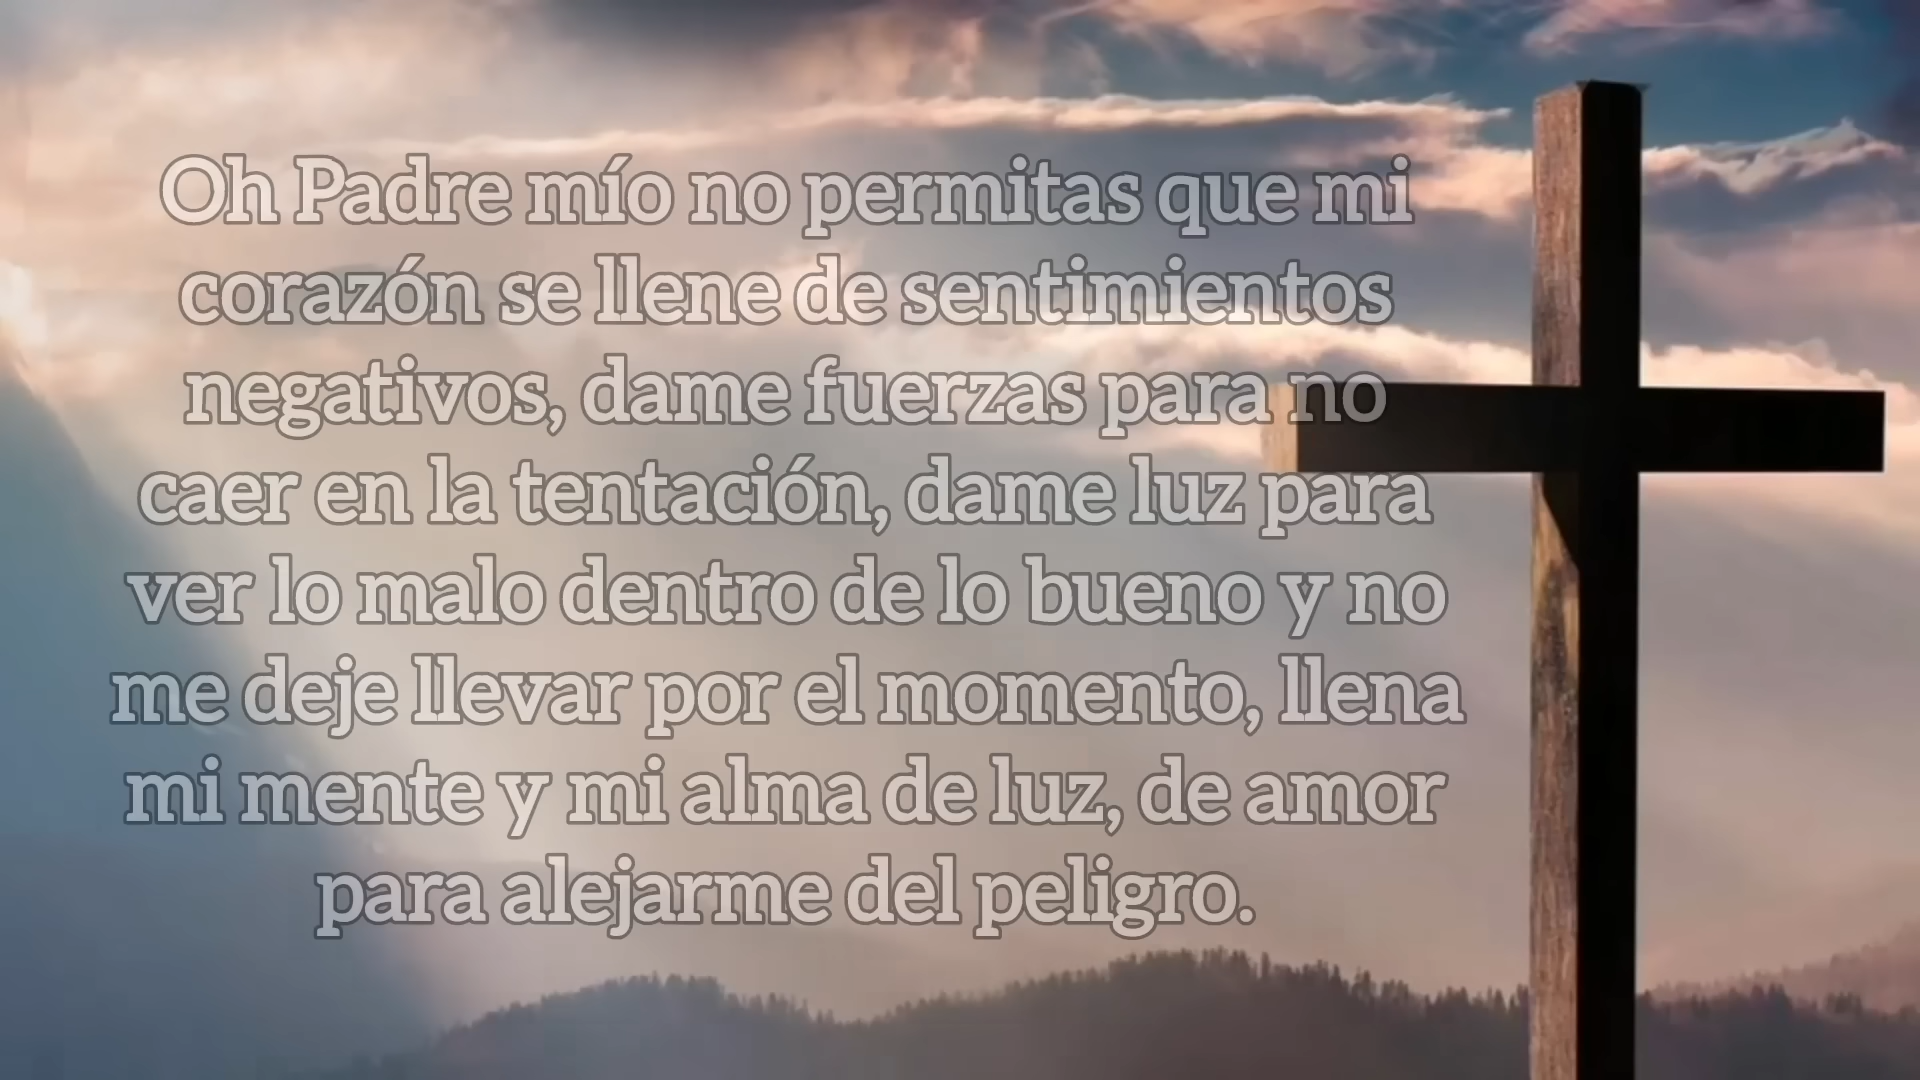 Oh Padre mío no permitas que mi
corazón se llene de sentimientos
negativos, dame fuerzas para no
caer en la tentación, dame luz para
ver lo malo dentro de lo bueno y no
me deje llevar por el momento, llena
mi mente y mi alma de luz, de amor
para alejarme del peligro.